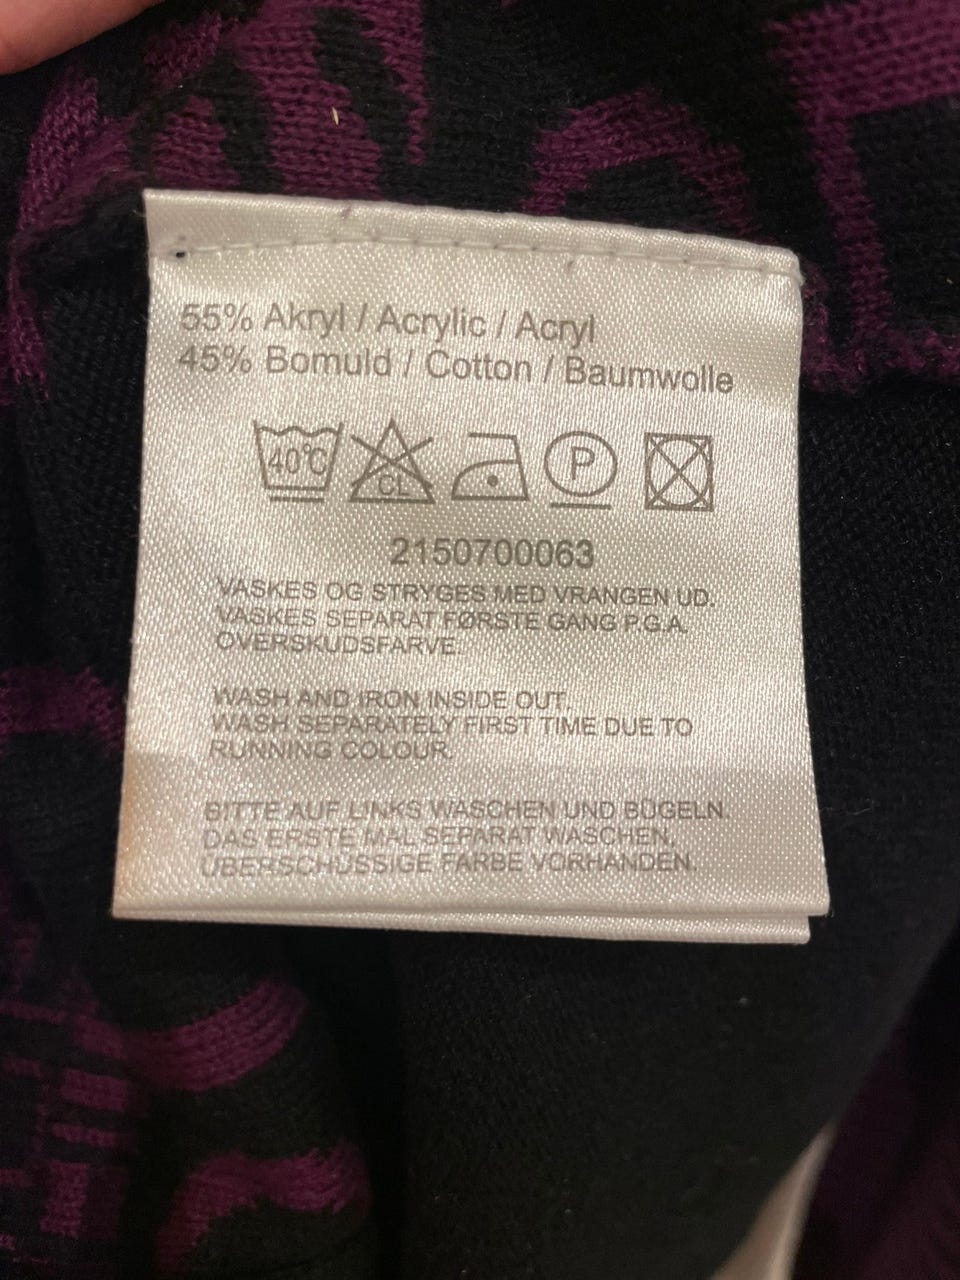 55% Akryl / Acrylic / Acryl
45% Bomuld / Cotton / Baumwolle
40°C CL P
2150700063
VASKES OG STRYGES MED VRANGEN UD.
VASKES SEPARAT FØRSTE GANG P.G.A.
OVERSKUDSFARVE.
WASH AND IRON INSIDE OUT.
WASH SEPARATELY FIRST TIME DUE TO
RUNNING COLOUR.
BITTE AUF LINKS WASCHEN UND BÜGELN.
DAS ERSTE MAL SEPARAT WASCHEN.
ÜBERSCHÜSSIGE FARBE VORHANDEN.